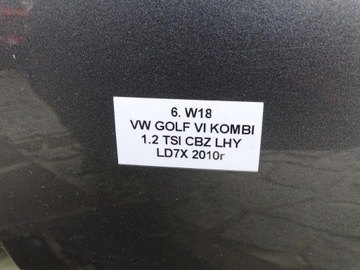 6. W18
VW GOLF VI KOMBI
1.2 TSI CBZ LHY
LD7X 2010r